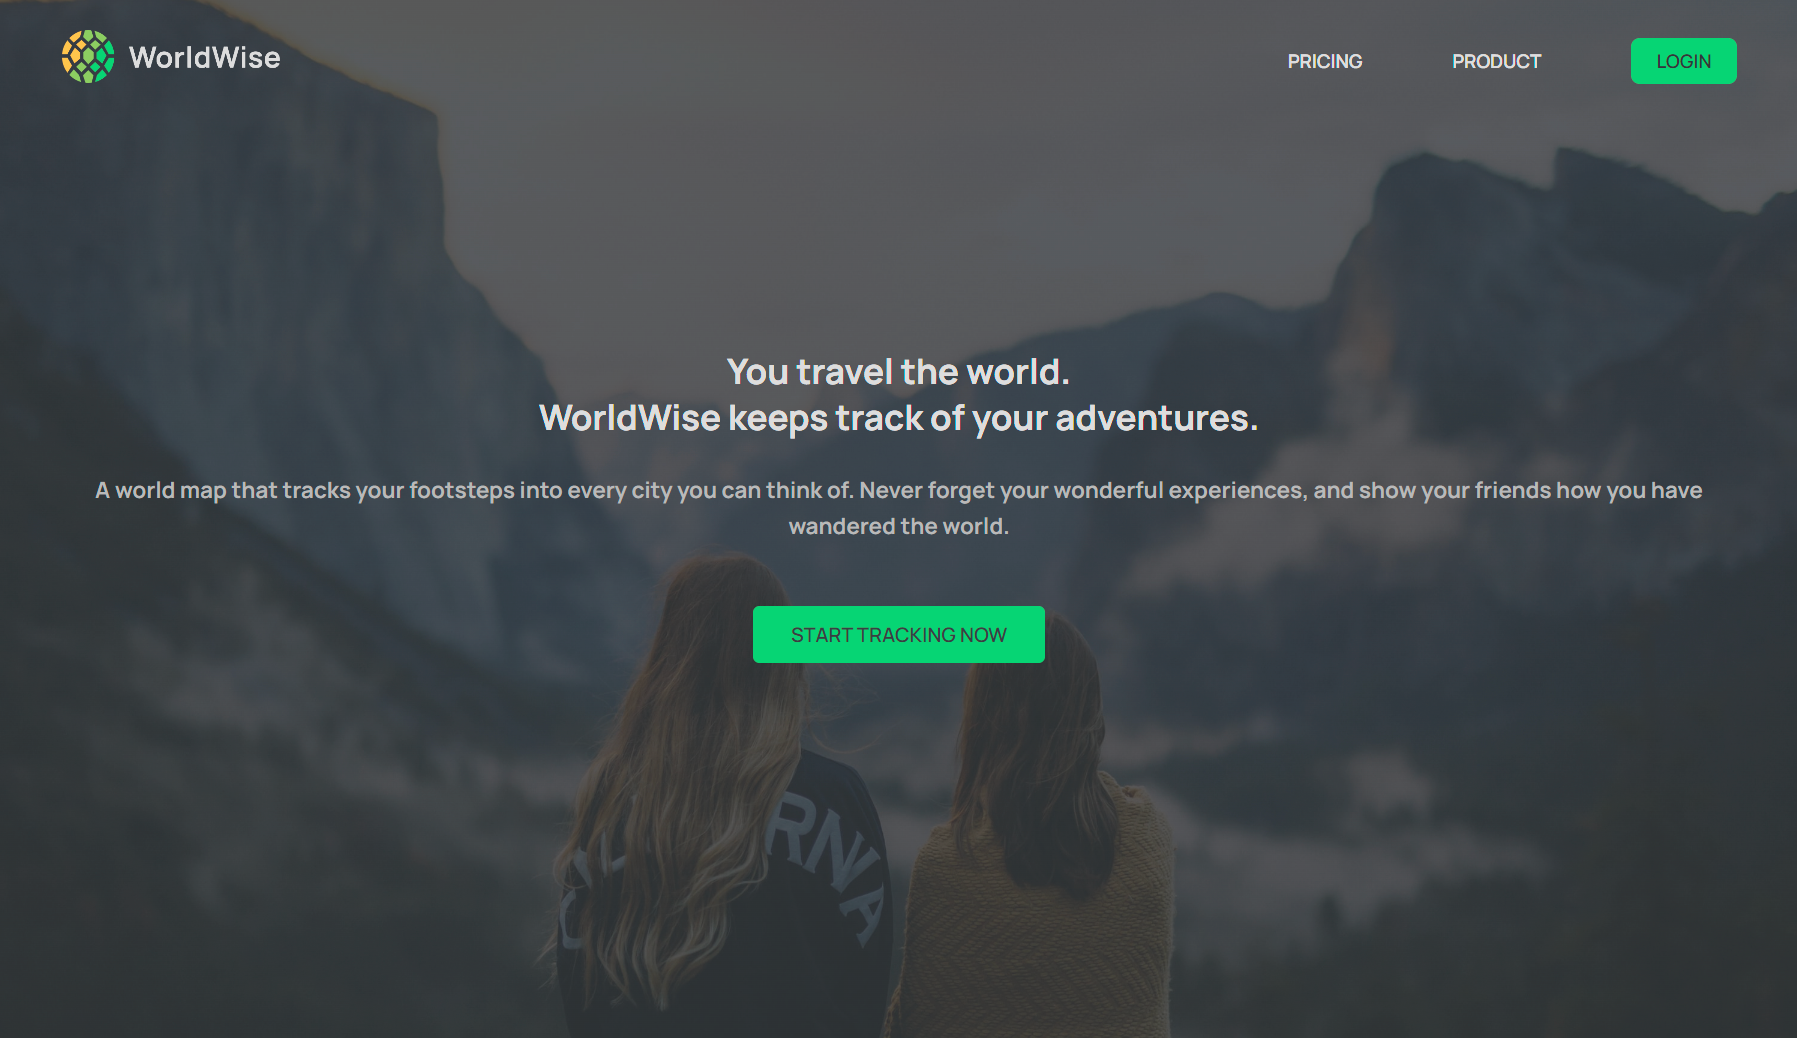 WorldWise
PRICING
PRODUCT
LOGIN
You travel the world.
WorldWise keeps track of your adventures.
A world map that tracks your footsteps into every city you can think of. Never forget your wonderful experiences, and show your friends how you have
wandered the world.
START TRACKING NOW
RNIA